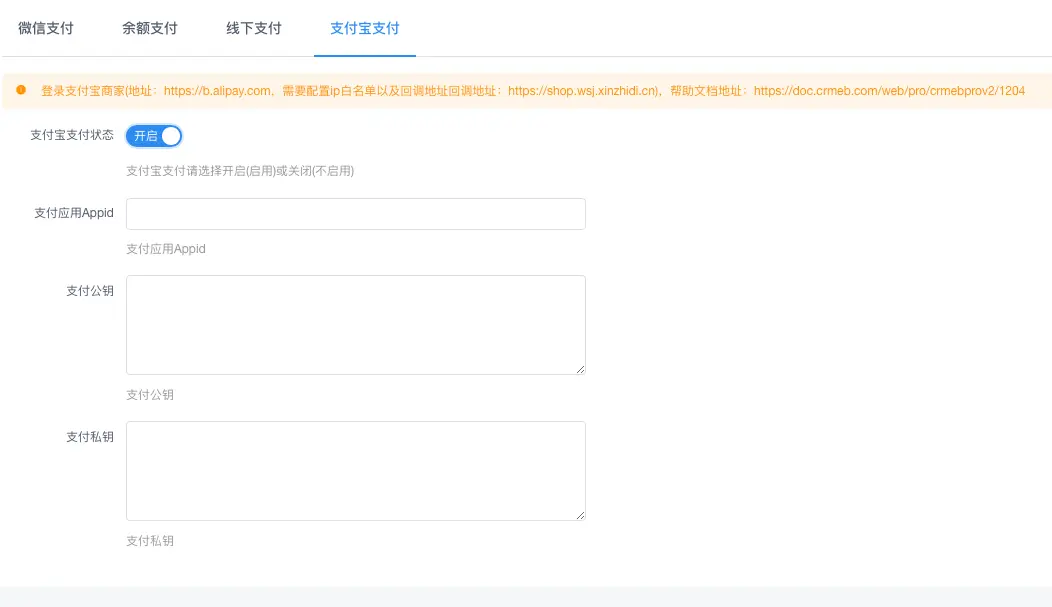 微信支付 余额支付 线下支付 支付宝支付
登录支付宝商家(地址：https://b.alipay.com，需要配置ip白名单以及回调地址回调地址：https://shop.wsj.xinzhidi.cn)，帮助文档地址：https://doc.crmeb.com/web/pro/crmebprov2/1204
支付宝支付状态 开启
支付宝支付请选择开启(启用)或关闭(不启用)
支付应用Appid
支付应用Appid
支付公钥
支付公钥
支付私钥
支付私钥